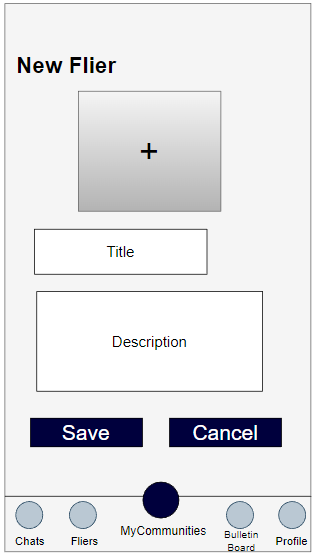 New Flier
+
Title
Description
Save Cancel
Chats Fliers MyCommunities Bulletin Board Profile